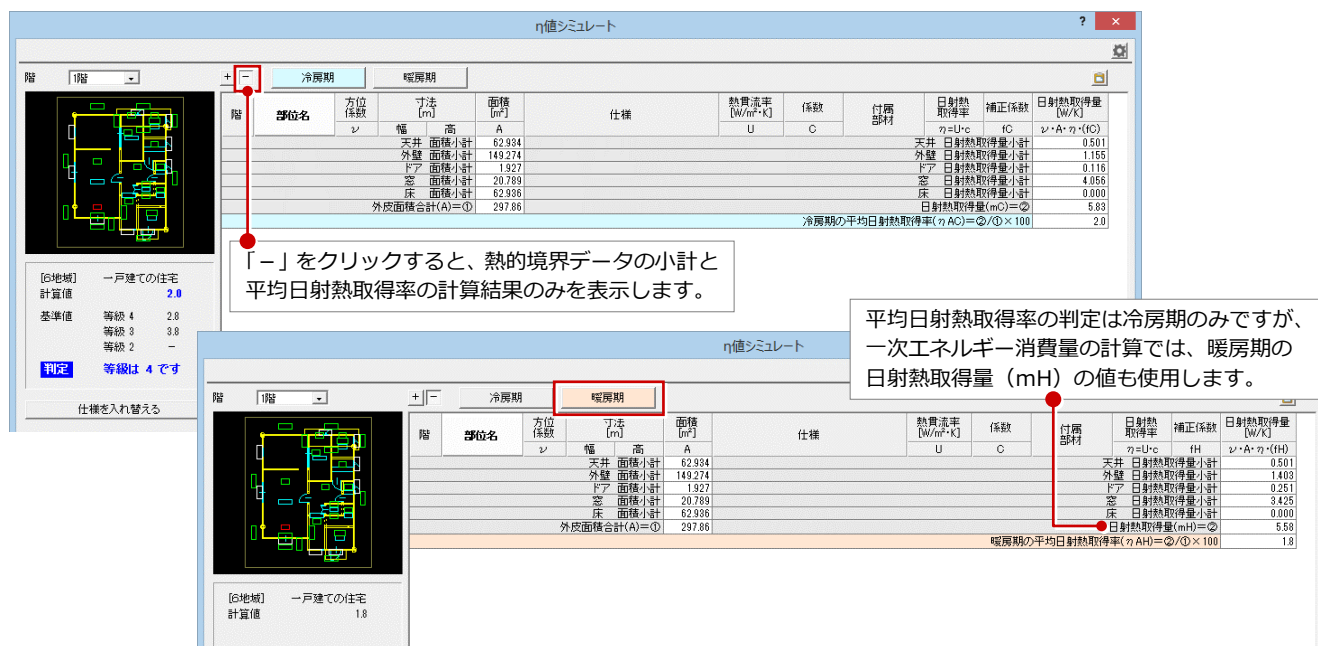 η値シミュレート
? ×
階 1階
+ − 冷房期 暖房期
階 部位名 方位係数 寸法[m] 面積[m²] 仕様 熱貫流率[W/m²・K] 係数 付属部材 日射熱取得率 補正係数 日射熱取得量[W/K]
ν 幅 高 A U C η=U・c fC ν・A・η・(fC)
天井 面積小計 62.934 天井 日射熱取得量小計 0.501
外壁 面積小計 149.274 外壁 日射熱取得量小計 1.155
ドア 面積小計 1.927 ドア 日射熱取得量小計 0.116
窓 面積小計 20.789 窓 日射熱取得量小計 4.056
床 面積小計 62.936 床 日射熱取得量小計 0.000
外皮面積合計(A)=① 297.86 日射熱取得量(mC)=② 5.83
冷房期の平均日射熱取得率(ηAC)=②/①×100 2.0
「−」をクリックすると、熱的境界データの小計と
平均日射熱取得率の計算結果のみを表示します。
[6地域] 一戸建ての住宅
計算値 2.0
基準値 等級 4 2.8
等級 3 3.8
等級 2 −
判定 等級は 4 です
仕様を入れ替える
平均日射熱取得率の判定は冷房期のみですが、
一次エネルギー消費量の計算では、暖房期の
日射熱取得量（mH）の値も使用します。
η値シミュレート
階 1階
+ − 冷房期 暖房期
階 部位名 方位係数 寸法[m] 面積[m²] 仕様 熱貫流率[W/m²・K] 係数 付属部材 日射熱取得率 補正係数 日射熱取得量[W/K]
ν 幅 高 A U C η=U・c fH ν・A・η・(fH)
天井 面積小計 62.934 天井 日射熱取得量小計 0.501
外壁 面積小計 149.274 外壁 日射熱取得量小計 1.403
ドア 面積小計 1.927 ドア 日射熱取得量小計 0.251
窓 面積小計 20.789 窓 日射熱取得量小計 3.425
床 面積小計 62.936 床 日射熱取得量小計 0.000
外皮面積合計(A)=① 297.86 日射熱取得量(mH)=② 5.58
暖房期の平均日射熱取得率(ηAH)=②/①×100 1.8
[6地域] 一戸建ての住宅
計算値 1.8